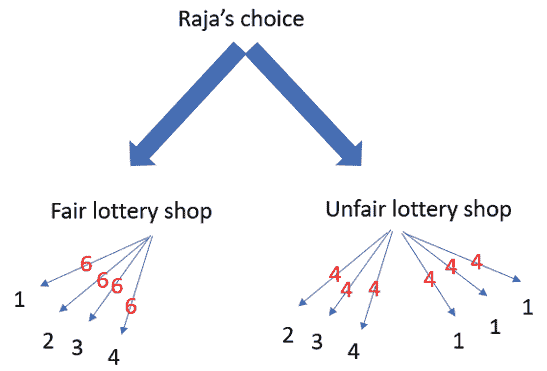 Raja's choice
Fair lottery shop
Unfair lottery shop
6 6 6 6
1 2 3 4
4 4 4 4 4 4
2 3 4 1 1 1